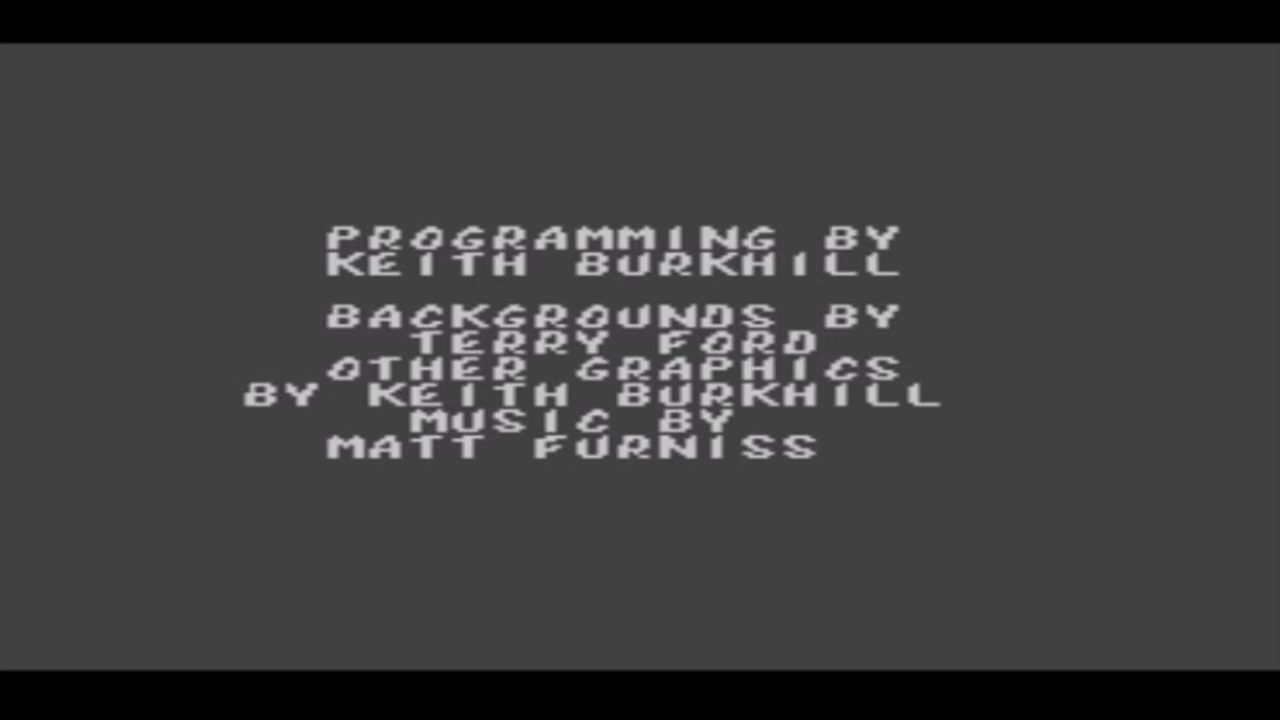 PROGRAMMING BY
KEITH BURKHILL
BACKGROUNDS BY
TERRY FORD
OTHER GRAPHICS
BY KEITH BURKHILL
MUSIC BY
MATT FURNISS